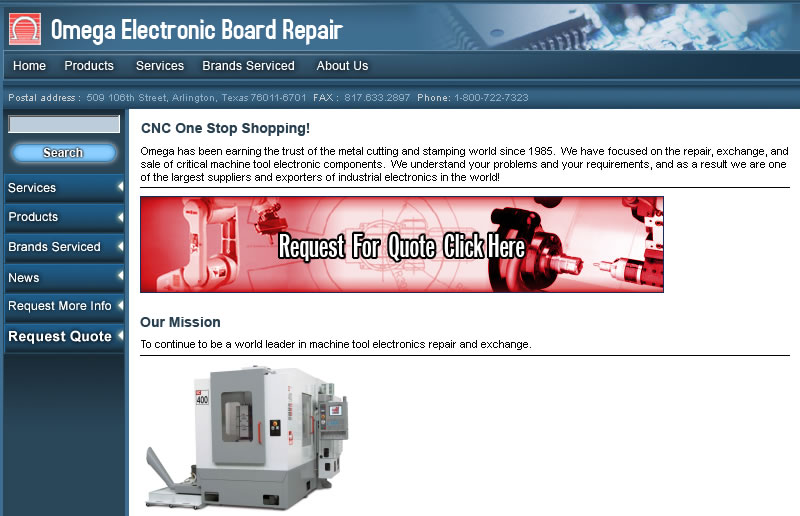 Omega Electronic Board Repair
Home Products Services Brands Serviced About Us
Postal address : 509 106th Street, Arlington, Texas 76011-6701 FAX : 817.633.2897 Phone: 1-800-722-7323
Search
Services
Products
Brands Serviced
News
Request More Info
Request Quote
CNC One Stop Shopping!
Omega has been earning the trust of the metal cutting and stamping world since 1985. We have focused on the repair, exchange, and
sale of critical machine tool electronic components. We understand your problems and your requirements, and as a result we are one
of the largest suppliers and exporters of industrial electronics in the world!
Request For Quote Click Here
Our Mission
To continue to be a world leader in machine tool electronics repair and exchange.
400